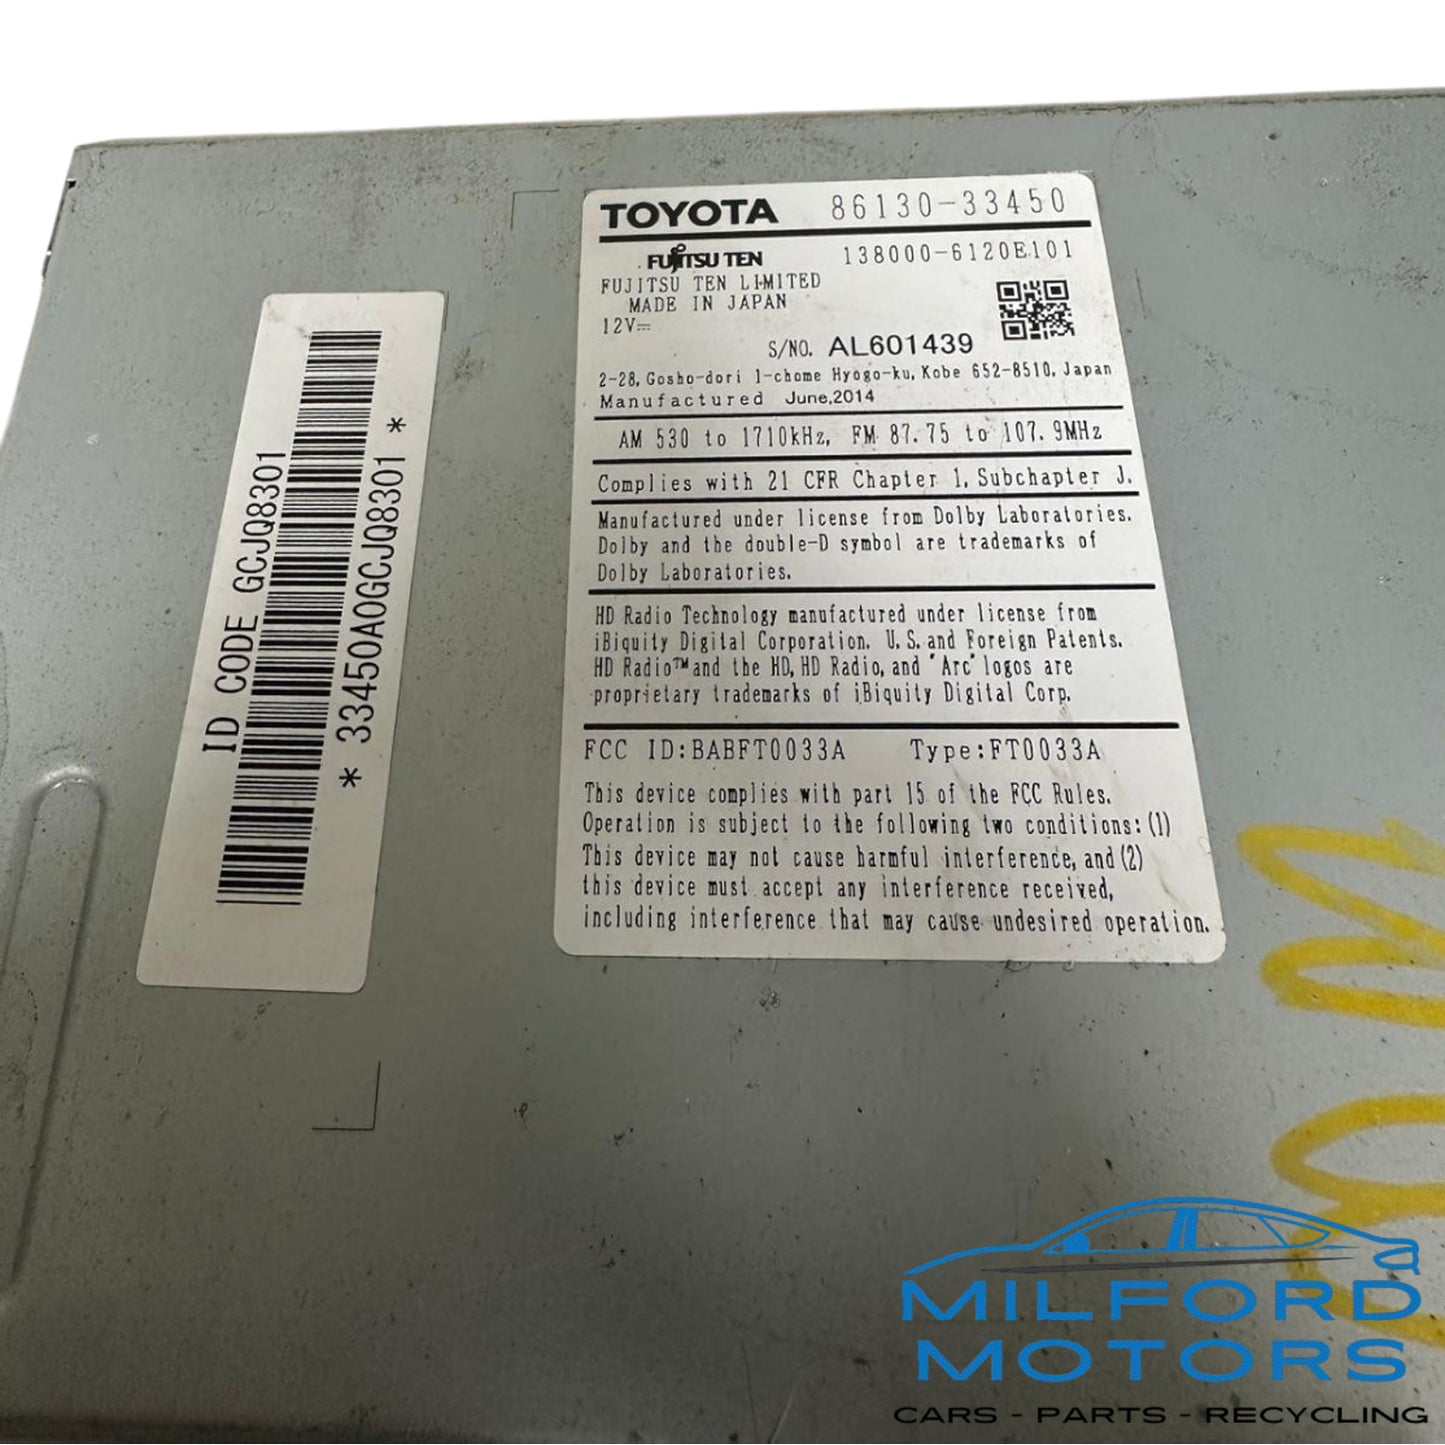 TOYOTA 86130-33450
FUJITSU TEN 138000-6120E101
FUJITSU TEN LIMITED
MADE IN JAPAN
12V⎓
S/NO. AL601439
2-28, Gosho-dori 1-chome Hyogo-ku, Kobe 652-8510, Japan
Manufactured June,2014
AM 530 to 1710kHz, FM 87.75 to 107.9MHz
Complies with 21 CFR Chapter 1, Subchapter J.
Manufactured under license from Dolby Laboratories.
Dolby and the double-D symbol are trademarks of
Dolby Laboratories.
HD Radio Technology manufactured under license from
iBiquity Digital Corporation. U.S. and Foreign Patents.
HD Radio™ and the HD, HD Radio, and "Arc" logos are
proprietary trademarks of iBiquity Digital Corp.
FCC ID:BABFT0033A Type:FT0033A
This device complies with part 15 of the FCC Rules.
Operation is subject to the following two conditions: (1)
This device may not cause harmful interference, and (2)
this device must accept any interference received,
including interference that may cause undesired operation.
ID CODE GCJQ8301
* 33450A0GCJQ8301 *
MILFORD
MOTORS
CARS - PARTS - RECYCLING